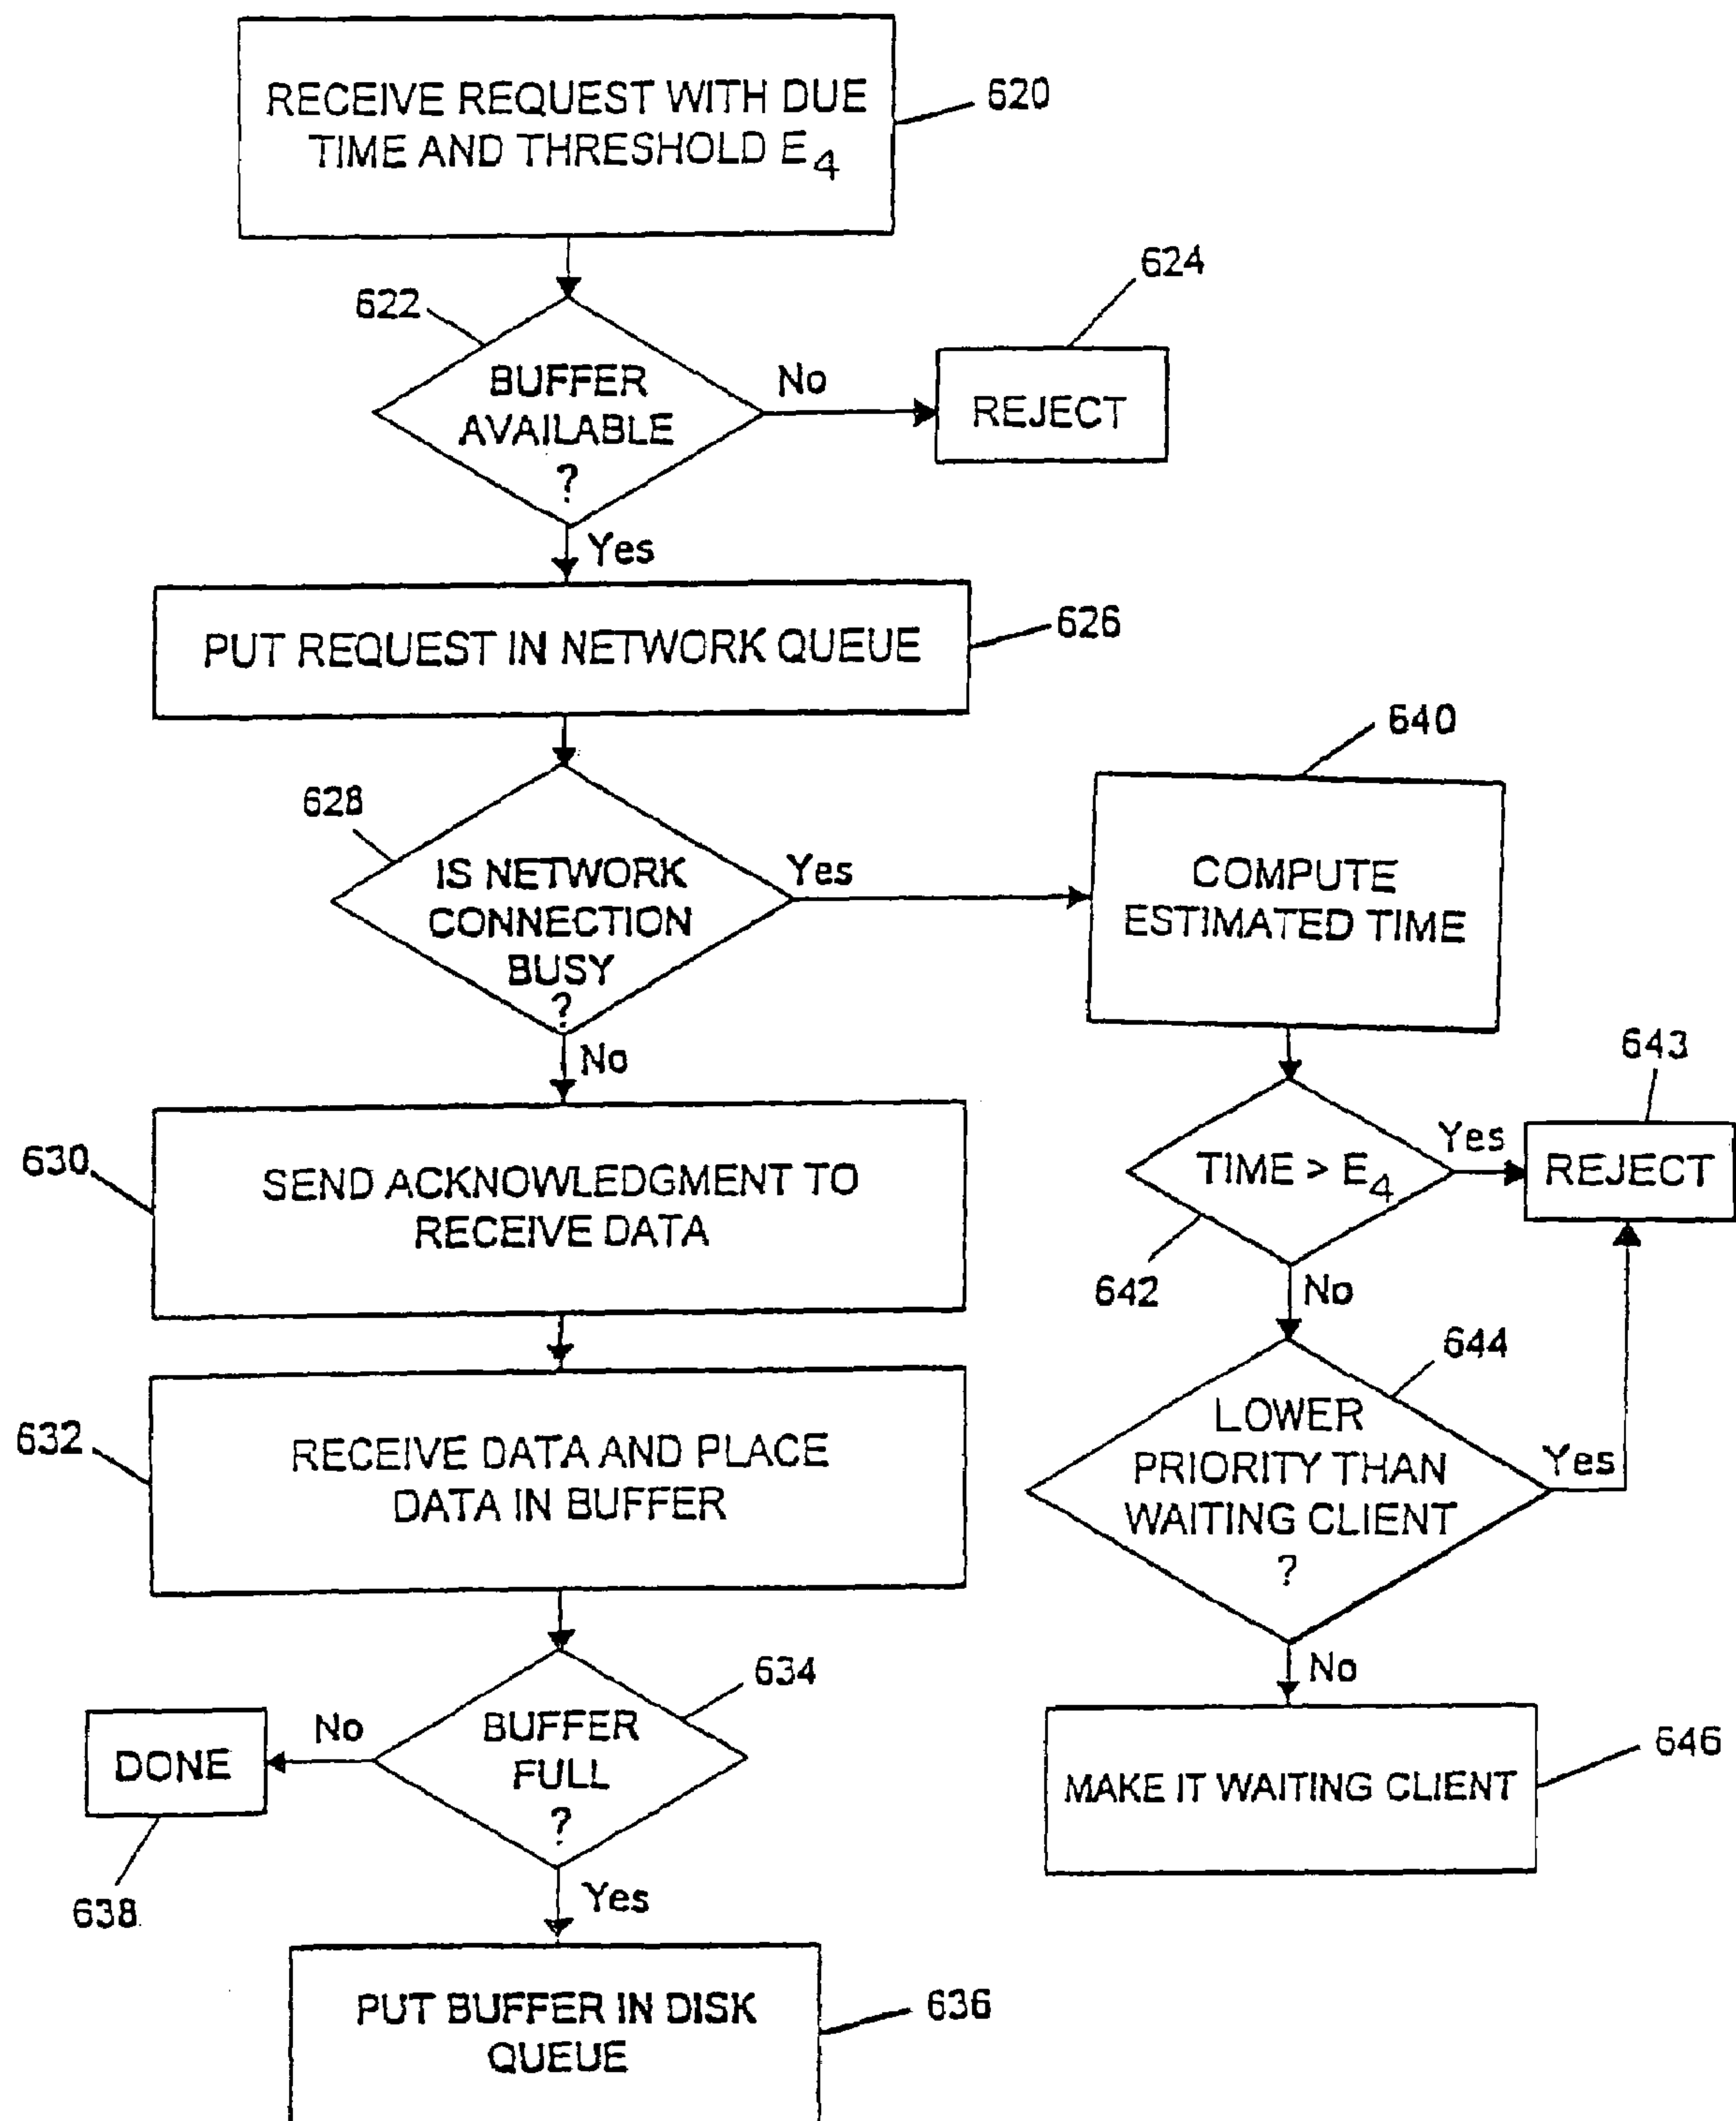 RECEIVE REQUEST WITH DUE
TIME AND THRESHOLD E4
620
622
BUFFER
AVAILABLE
?
No
624
REJECT
Yes
PUT REQUEST IN NETWORK QUEUE
626
628
IS NETWORK
CONNECTION
BUSY
?
Yes
640
COMPUTE
ESTIMATED TIME
No
630
SEND ACKNOWLEDGMENT TO
RECEIVE DATA
TIME > E4
642
Yes
643
REJECT
No
632
RECEIVE DATA AND PLACE
DATA IN BUFFER
644
LOWER
PRIORITY THAN
WAITING CLIENT
?
Yes
No
634
BUFFER
FULL
?
No
DONE
638
646
MAKE IT WAITING CLIENT
Yes
PUT BUFFER IN DISK
QUEUE
636